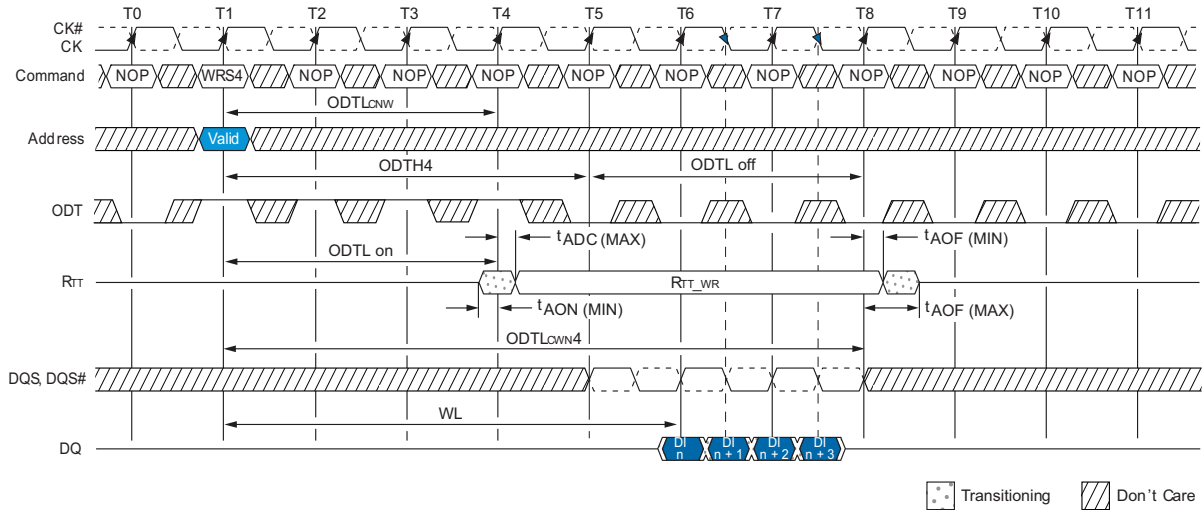 T0 T1 T2 T3 T4 T5 T6 T7 T8 T9 T10 T11
CK#
CK
Command NOP WRS4 NOP NOP NOP NOP NOP NOP NOP NOP NOP NOP
ODTLCNW
Address Valid
ODTH4 ODTL off
ODT
ODTL on tADC (MAX) tAOF (MIN)
RTT RTT_WR
tAON (MIN) tAOF (MAX)
ODTLCWN4
DQS, DQS#
WL
DQ DI n DI n + 1 DI n + 2 DI n + 3
Transitioning Don't Care